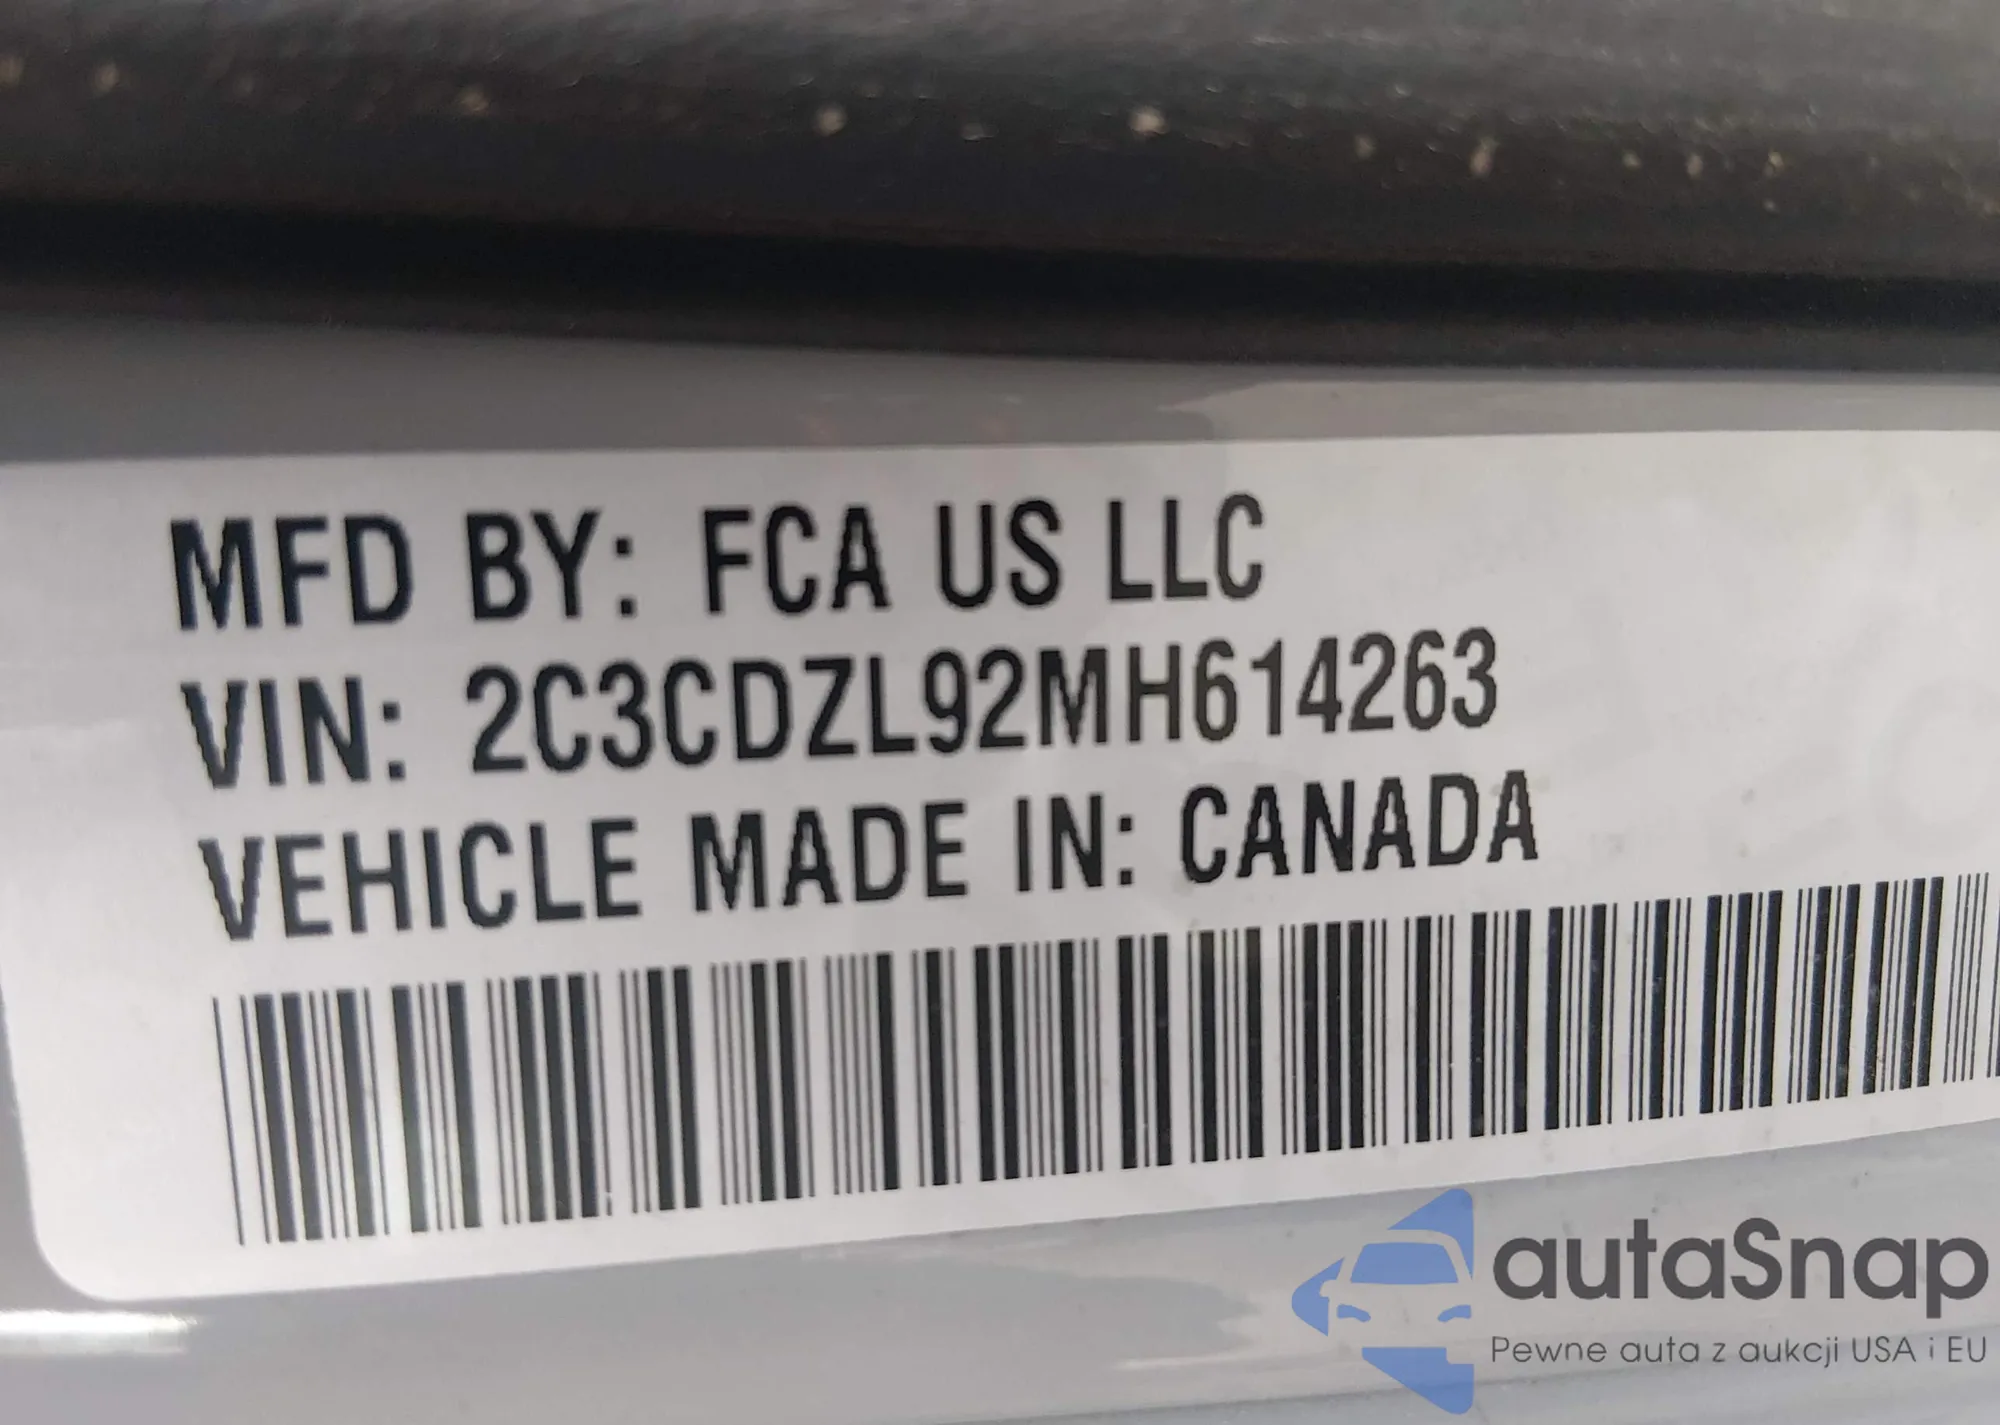 MFD BY: FCA US LLC
VIN: 2C3CDZL92MH614263
VEHICLE MADE IN: CANADA
autaSnap
Pewne auta z aukcji USA i EU